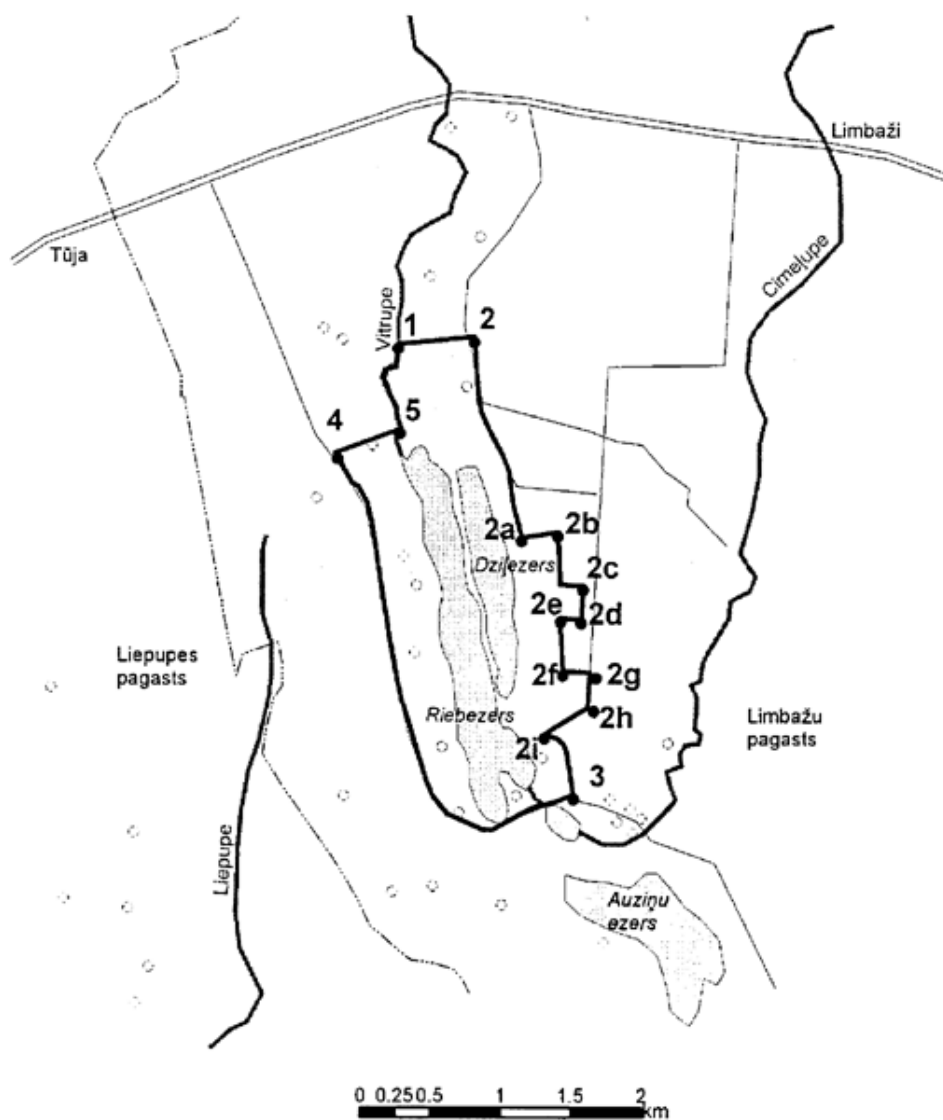 Limbaži
Tūja
Cimeļupe
Vitrupe
1
2
4
5
2a
2b
Dziļezers
2c
2e
2d
Liepupes
pagasts
2f
2g
Riebezers
2h
Limbažu
pagasts
2i
3
Liepupe
Auziņu
ezers
0 0.25 0.5 1 1.5 2
km